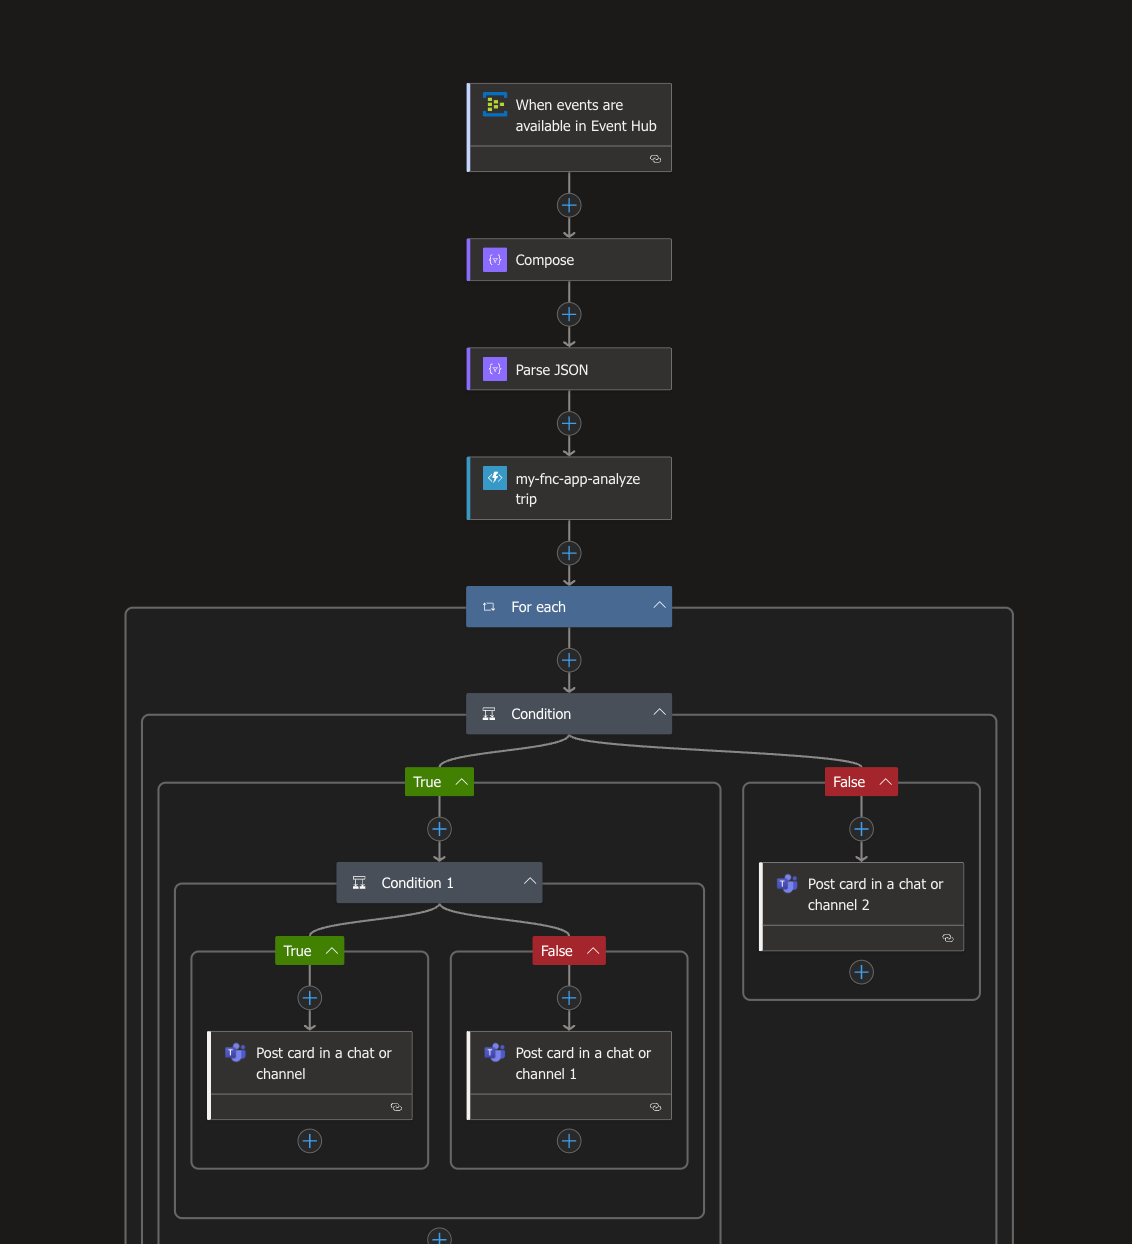 When events are
available in Event Hub
Compose
Parse JSON
my-fnc-app-analyze
trip
For each
Condition
True
False
Condition 1
Post card in a chat or
channel 2
True
False
Post card in a chat or
channel
Post card in a chat or
channel 1